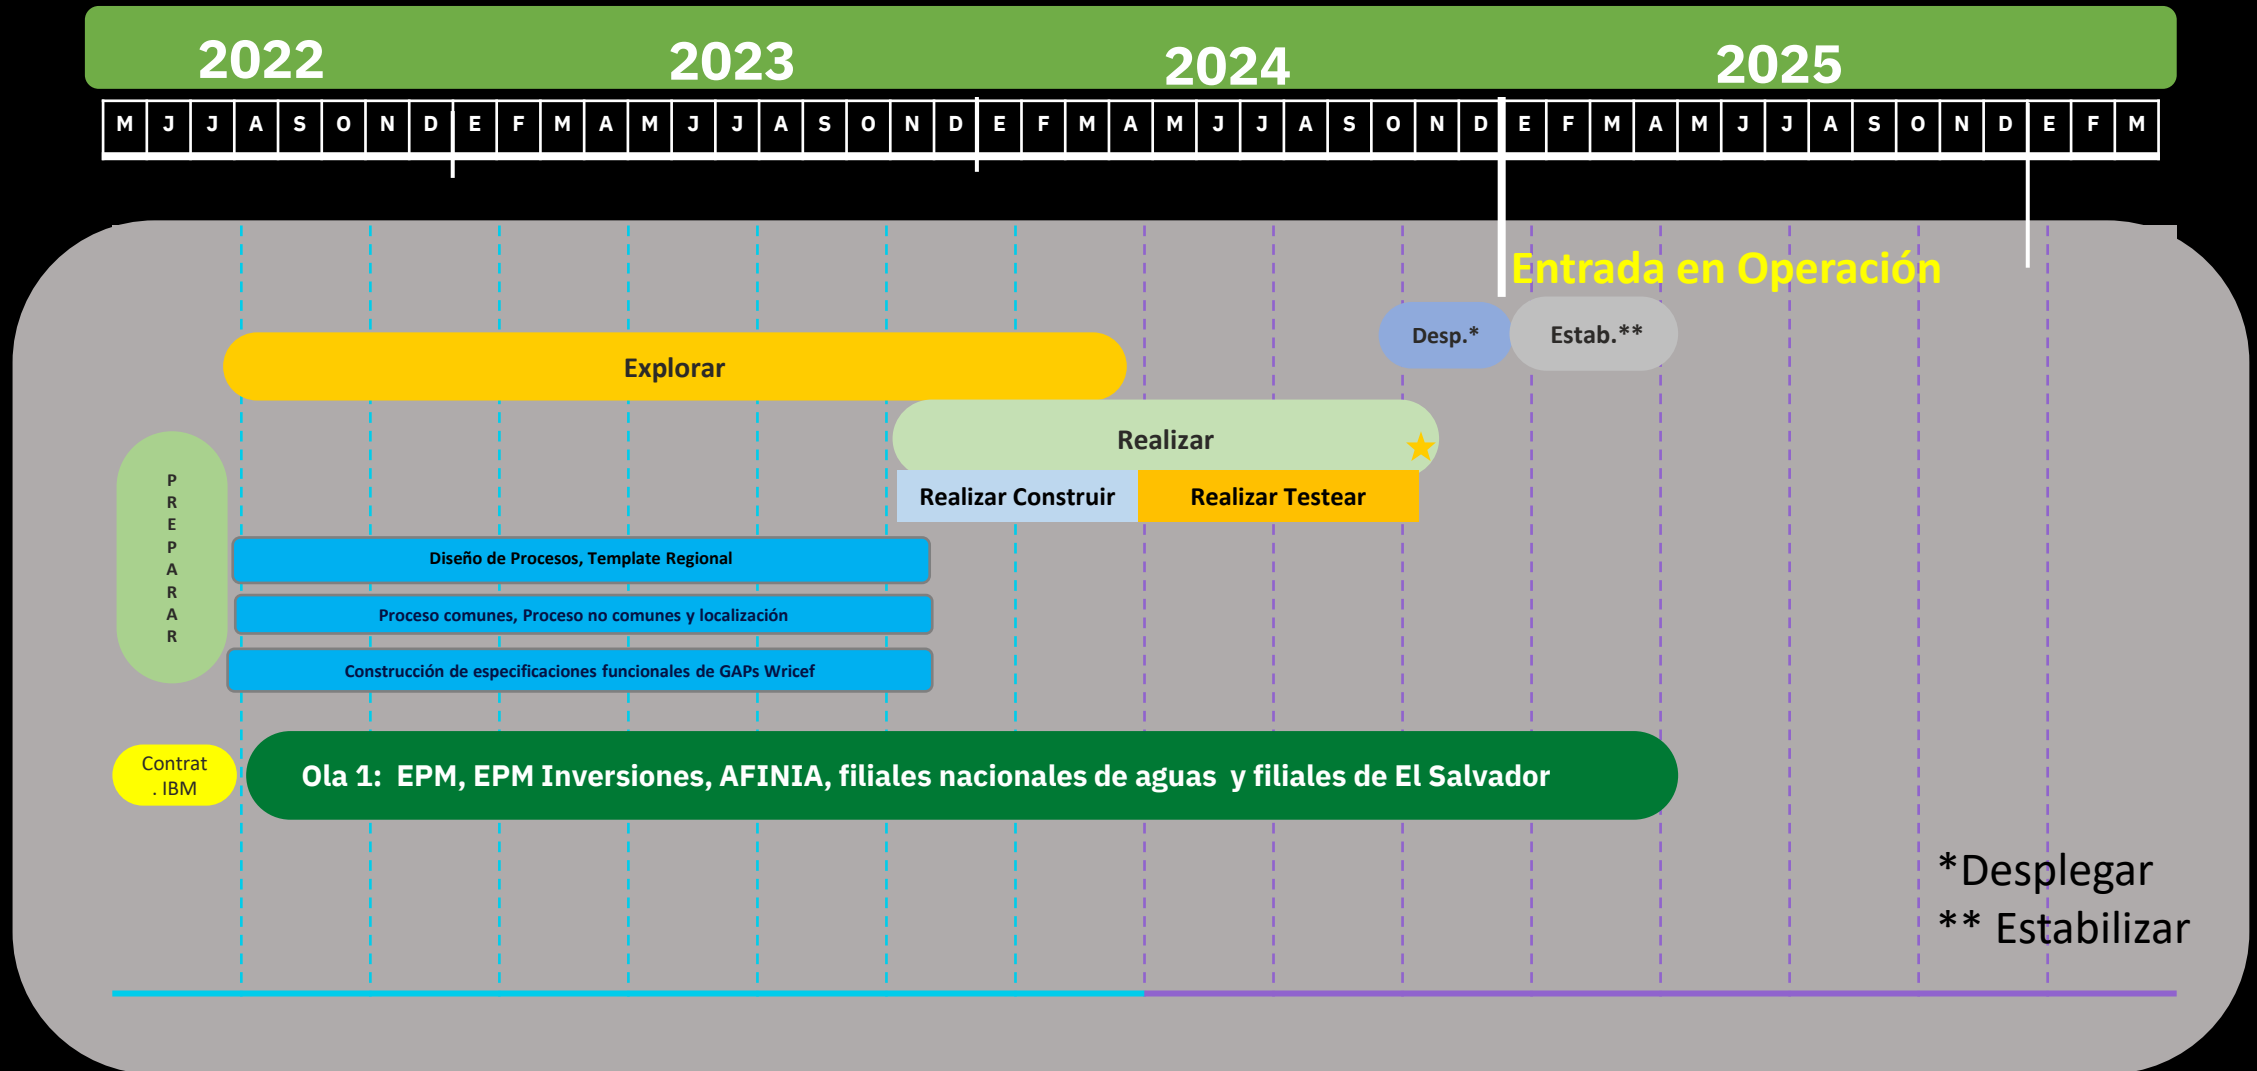 2022 2023 2024 2025
M J J A S O N D E F M A M J J A S O N D E F M A M J J A S O N D E F M A M J J A S O N D E F M
Entrada en Operación
Desp.* Estab.**
Explorar
Realizar
Realizar Construir Realizar Testear
P
R
E
P
A
R
A
R
Diseño de Procesos, Template Regional
Proceso comunes, Proceso no comunes y localización
Construcción de especificaciones funcionales de GAPs Wricef
Contrat
. IBM
Ola 1: EPM, EPM Inversiones, AFINIA, filiales nacionales de aguas y filiales de El Salvador
*Desplegar
** Estabilizar